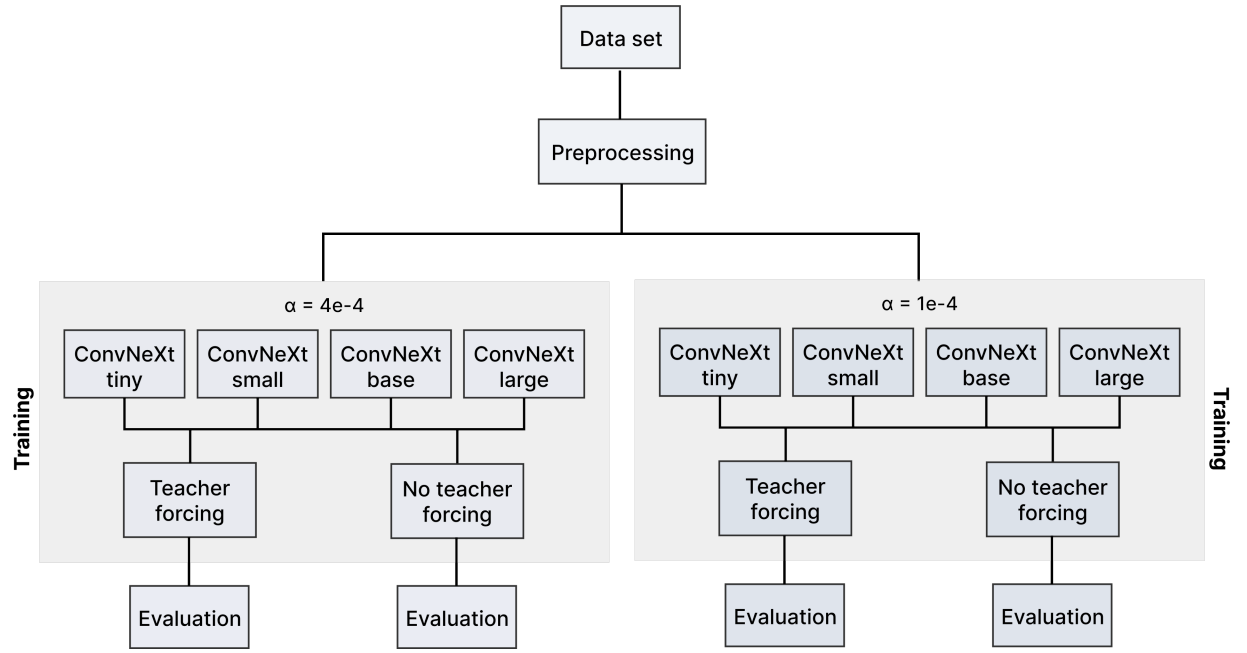 Data set
Preprocessing
α = 4e-4
ConvNeXt
tiny
ConvNeXt
small
ConvNeXt
base
ConvNeXt
large
Training
Teacher
forcing
No teacher
forcing
Evaluation
Evaluation
α = 1e-4
ConvNeXt
tiny
ConvNeXt
small
ConvNeXt
base
ConvNeXt
large
Training
Teacher
forcing
No teacher
forcing
Evaluation
Evaluation